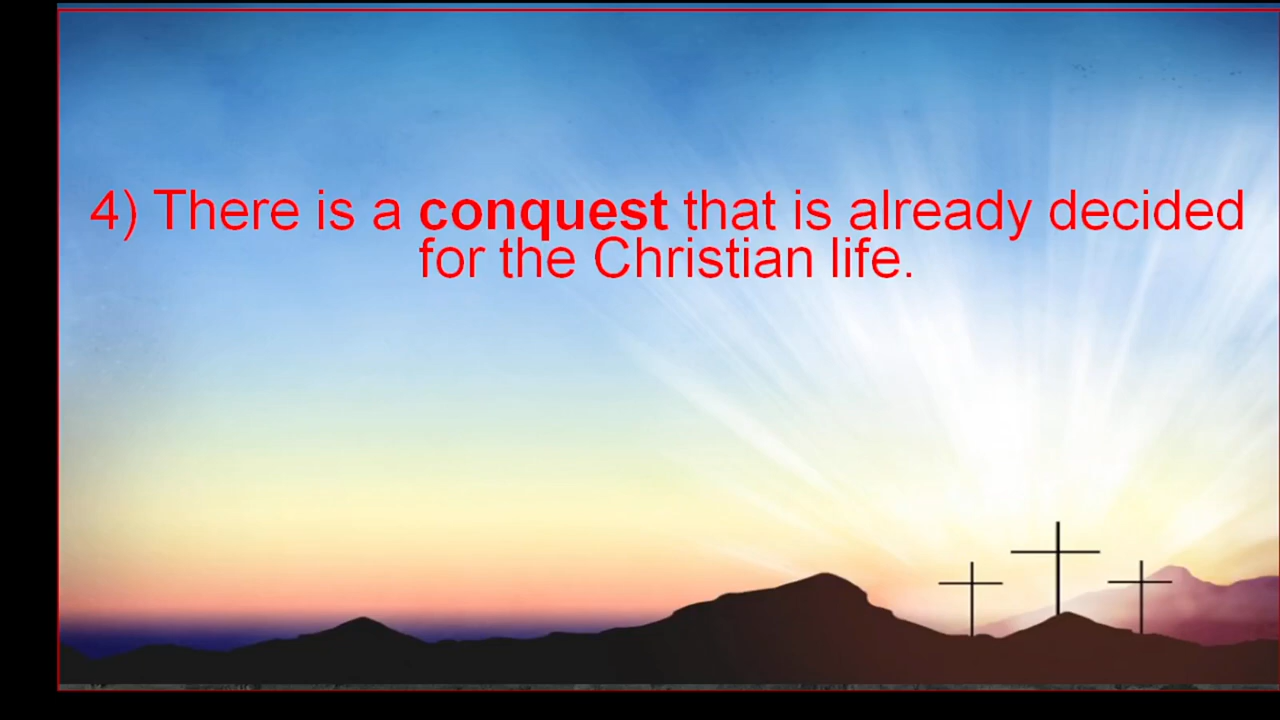 4) There is a conquest that is already decided
for the Christian life.